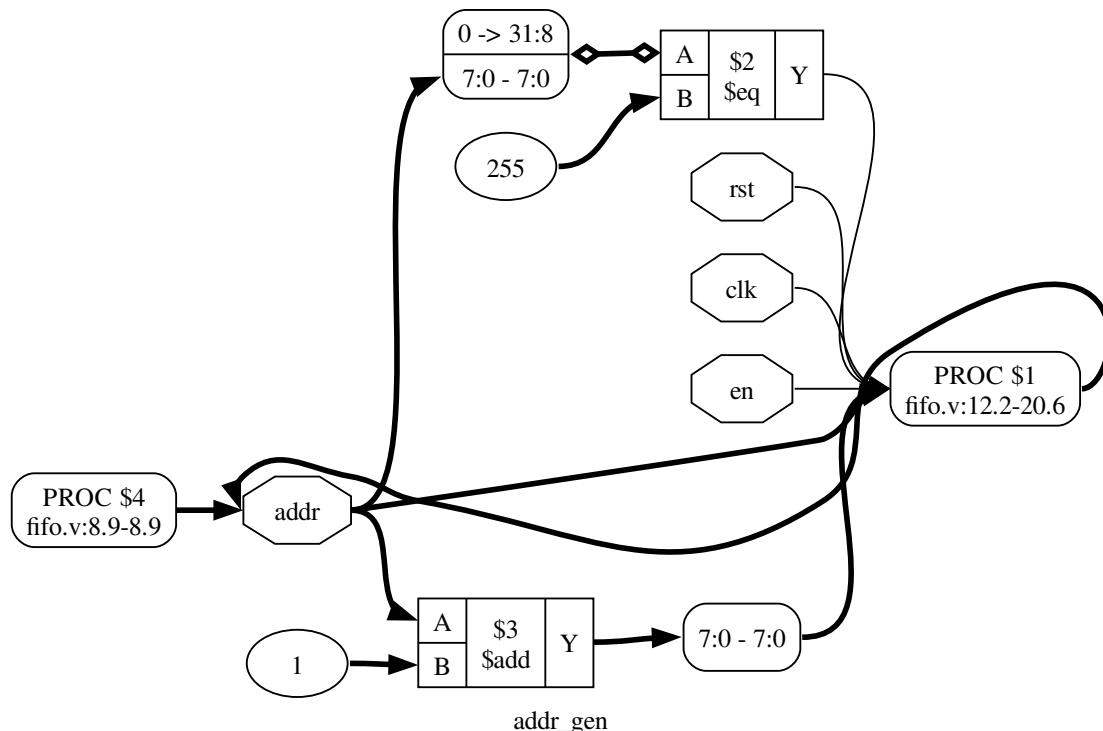 0 -> 31:8
7:0 - 7:0
A
B
$2
$eq
Y
255
rst
clk
en
PROC $1
fifo.v:12.2-20.6
PROC $4
fifo.v:8.9-8.9
addr
A
B
$3
$add
Y
7:0 - 7:0
1
addr_gen